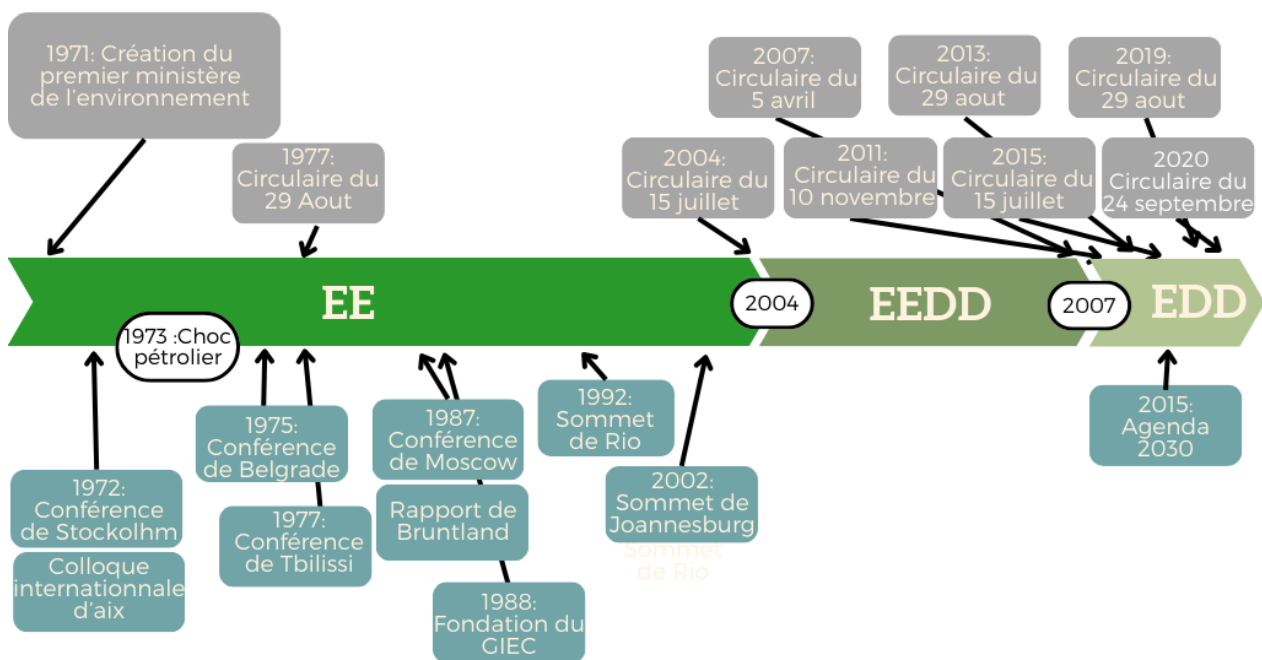 1971: Création du
premier ministère
de l'environnement
1977:
Circulaire du
29 Aout
2004:
Circulaire du
15 juillet
2007:
Circulaire du
5 avril
2011:
Circulaire du
10 novembre
2013:
Circulaire du
29 aout
2015:
Circulaire du
15 juillet
2019:
Circulaire du
29 aout
2020
Circulaire du
24 septembre
EE
2004
EEDD
2007
EDD
1973 :Choc
pétrolier
1972:
Conférence
de Stockolhm
Colloque
internationnale
d'aix
1975:
Conférence
de Belgrade
1977:
Conférence
de Tbilissi
1987:
Conférence
de Moscow
Rapport de
Bruntland
1988:
Fondation du
GIEC
1992:
Sommet
de Rio
2002:
Sommet de
Joannesburg
Sommet
de Rio
2015:
Agenda
2030